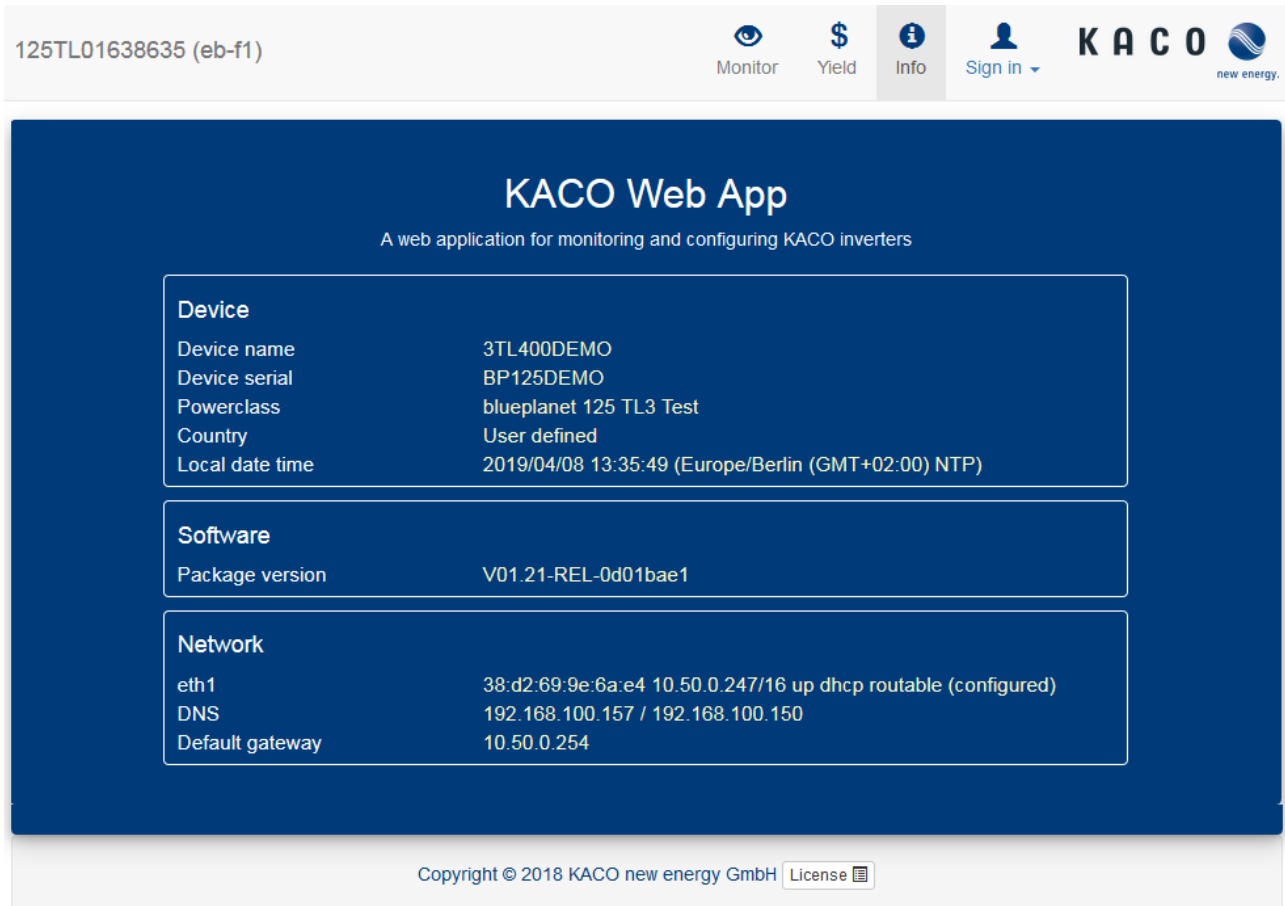 125TL01638635 (eb-f1)
Monitor
$
Yield
Info
Sign in
KACO
new energy.
KACO Web App
A web application for monitoring and configuring KACO inverters
Device
Device name 3TL400DEMO
Device serial BP125DEMO
Powerclass blueplanet 125 TL3 Test
Country User defined
Local date time 2019/04/08 13:35:49 (Europe/Berlin (GMT+02:00) NTP)
Software
Package version V01.21-REL-0d01bae1
Network
eth1 38:d2:69:9e:6a:e4 10.50.0.247/16 up dhcp routable (configured)
DNS 192.168.100.157 / 192.168.100.150
Default gateway 10.50.0.254
Copyright © 2018 KACO new energy GmbH License